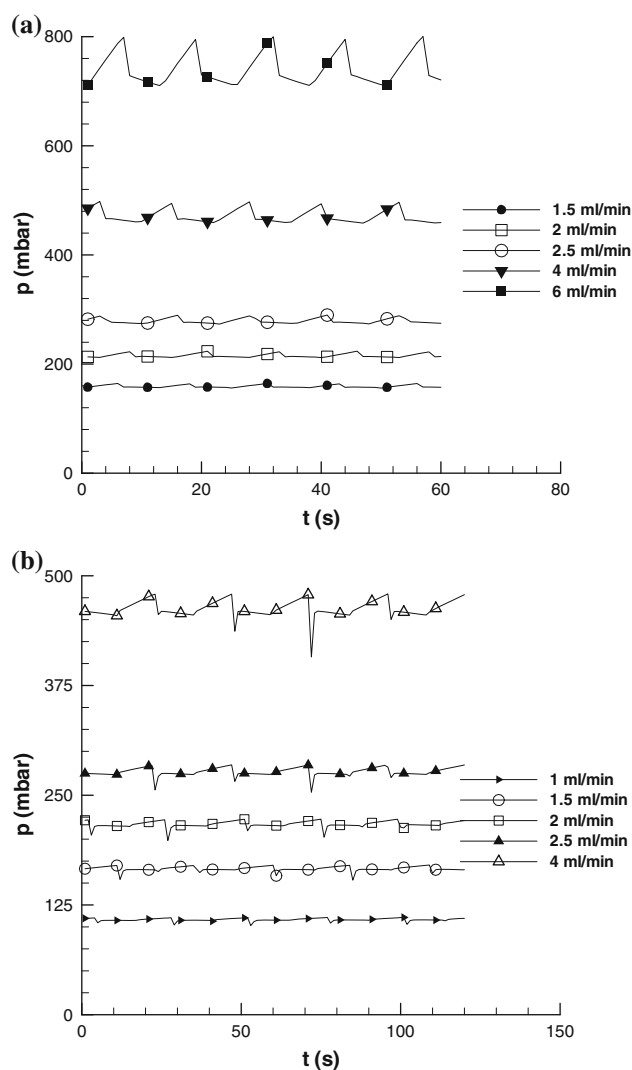 (a)
800
600
400
200
0
p (mbar)
0 20 40 60 80
t (s)
1.5 ml/min
2 ml/min
2.5 ml/min
4 ml/min
6 ml/min
(b)
500
375
250
125
0
p (mbar)
0 50 100 150
t (s)
1 ml/min
1.5 ml/min
2 ml/min
2.5 ml/min
4 ml/min